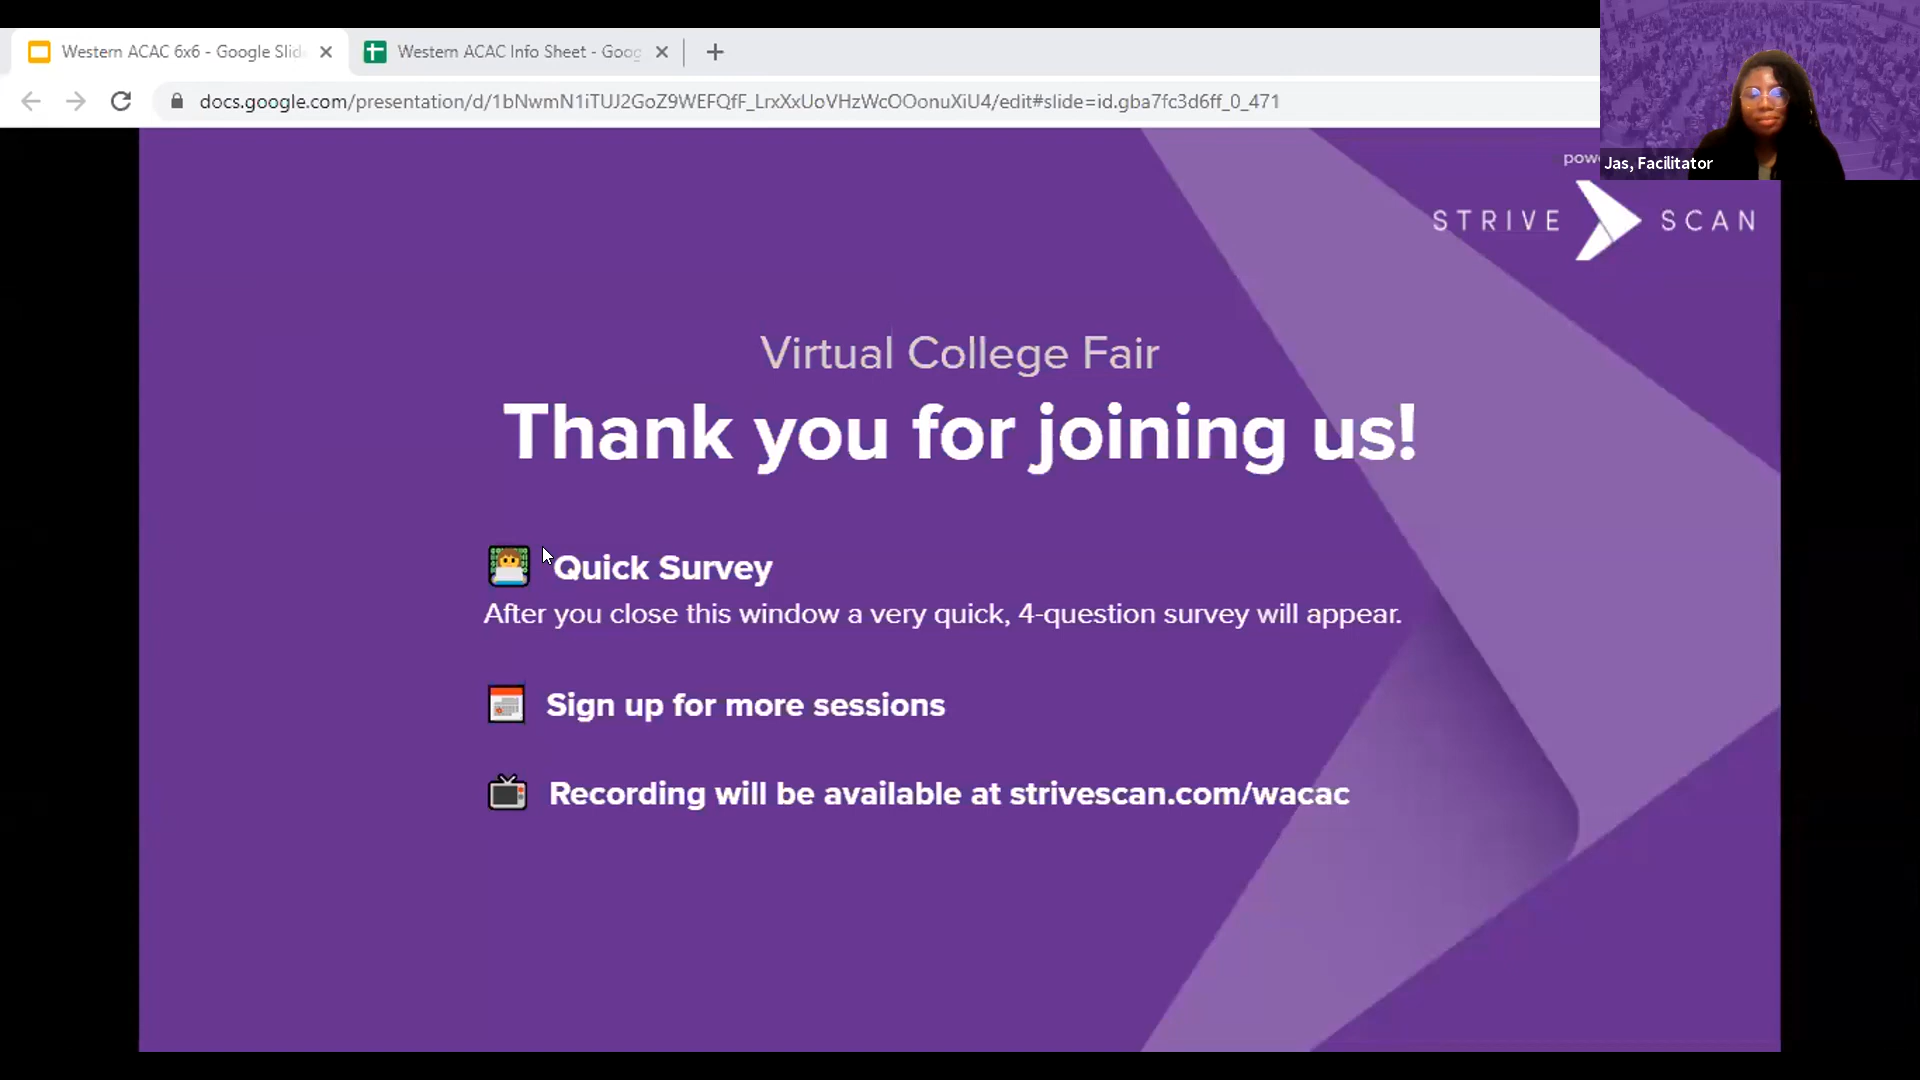 Western ACAC 6x6 - Google Slid
Western ACAC Info Sheet - Goog
docs.google.com/presentation/d/1bNwmN1iTUJ2GoZ9WEFQfF_LrxXxUoVHzWcOOonuXiU4/edit#slide=id.gba7fc3d6ff_0_471
Jas, Facilitator
STRIVE SCAN
Virtual College Fair
Thank you for joining us!
Quick Survey
After you close this window a very quick, 4-question survey will appear.
Sign up for more sessions
Recording will be available at strivescan.com/wacac